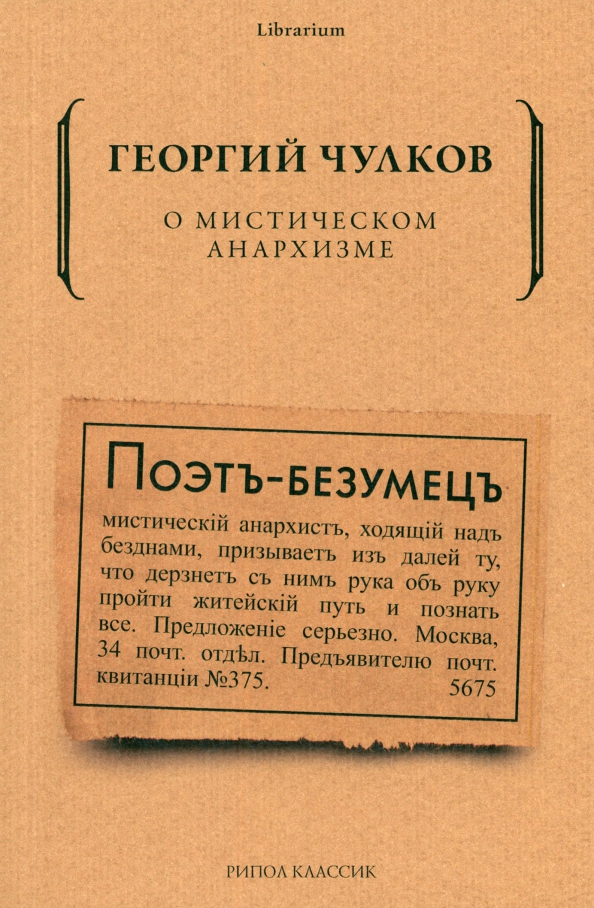 Librarium
ГЕОРГИЙ ЧУЛКОВ
О МИСТИЧЕСКОМ
АНАРХИЗМЕ
ПОЭТЪ-БЕЗУМЕЦЪ
мистическій анархистъ, ходящій надъ
безднами, призываетъ изъ далей ту,
что дерзнетъ съ нимъ рука объ руку
пройти житейскій путь и познать
все. Предложеніе серьезно. Москва,
34 почт. отдѣл. Предъявителю почт.
квитанціи №375. 5675
РИПОЛ КЛАССИК